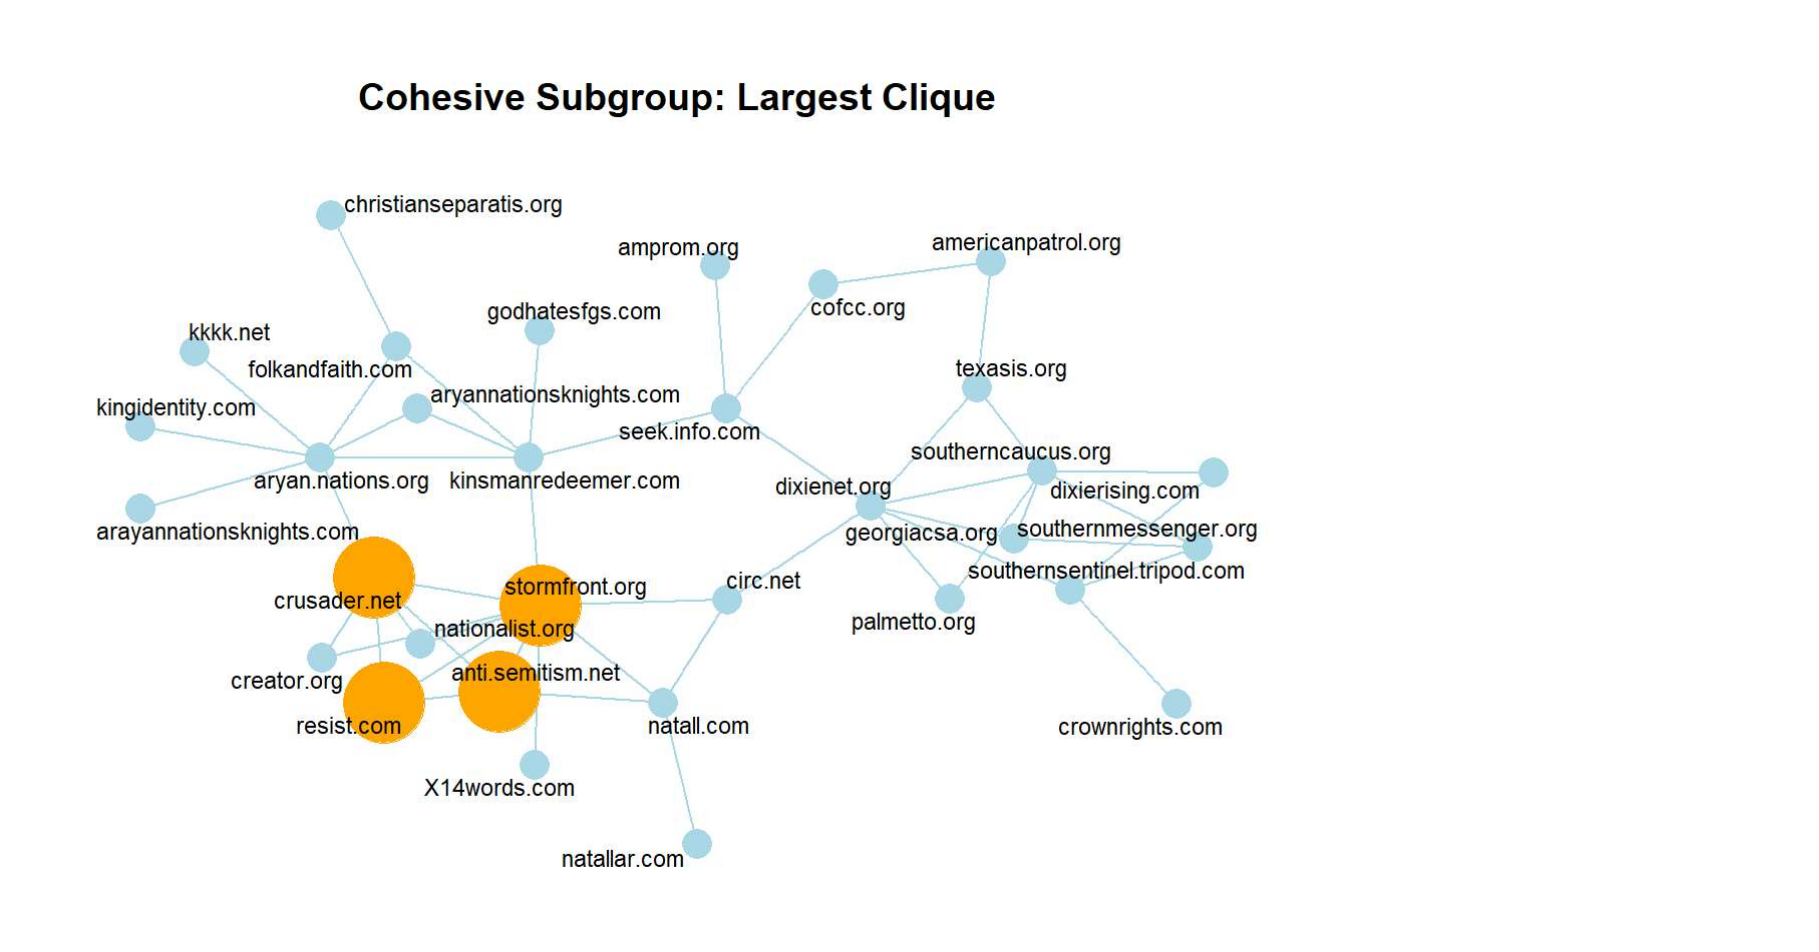 Cohesive Subgroup: Largest Clique
christianseparatis.org
amprom.org
americanpatrol.org
cofcc.org
godhatesfgs.com
kkkk.net
folkandfaith.com
texasis.org
aryannationsknights.com
kingidentity.com
seek.info.com
southerncaucus.org
aryan.nations.org
kinsmanredeemer.com
dixienet.org
dixierising.com
arayannationsknights.com
georgiacsa.org
southernmessenger.org
southernsentinel.tripod.com
circ.net
stormfront.org
crusader.net
palmetto.org
nationalist.org
anti.semitism.net
creator.org
resist.com
natall.com
crownrights.com
X14words.com
natallar.com